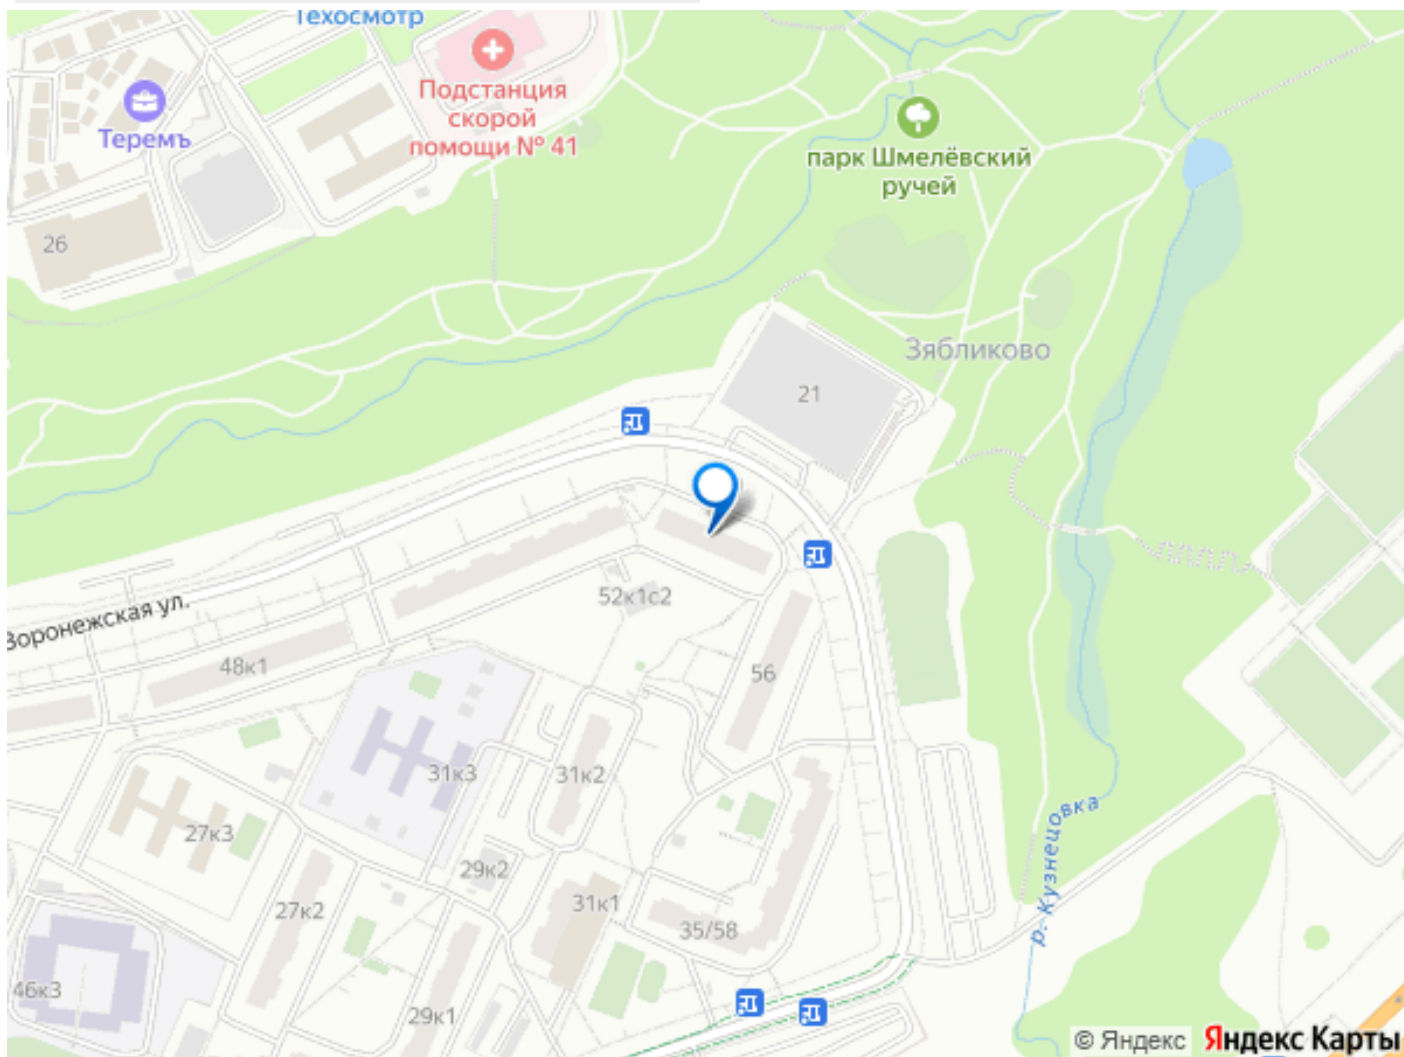 Техосмотр
Подстанция
скорой
помощи № 41
Теремъ
парк Шмелёвский
ручей
26
Зябликово
21
52к1с2
Воронежская ул.
48к1
56
31к3
31к2
27к3
29к2
27к2
31к1
35/58
р. Кузнецовка
46к3
29к1
© Яндекс Яндекс Карты